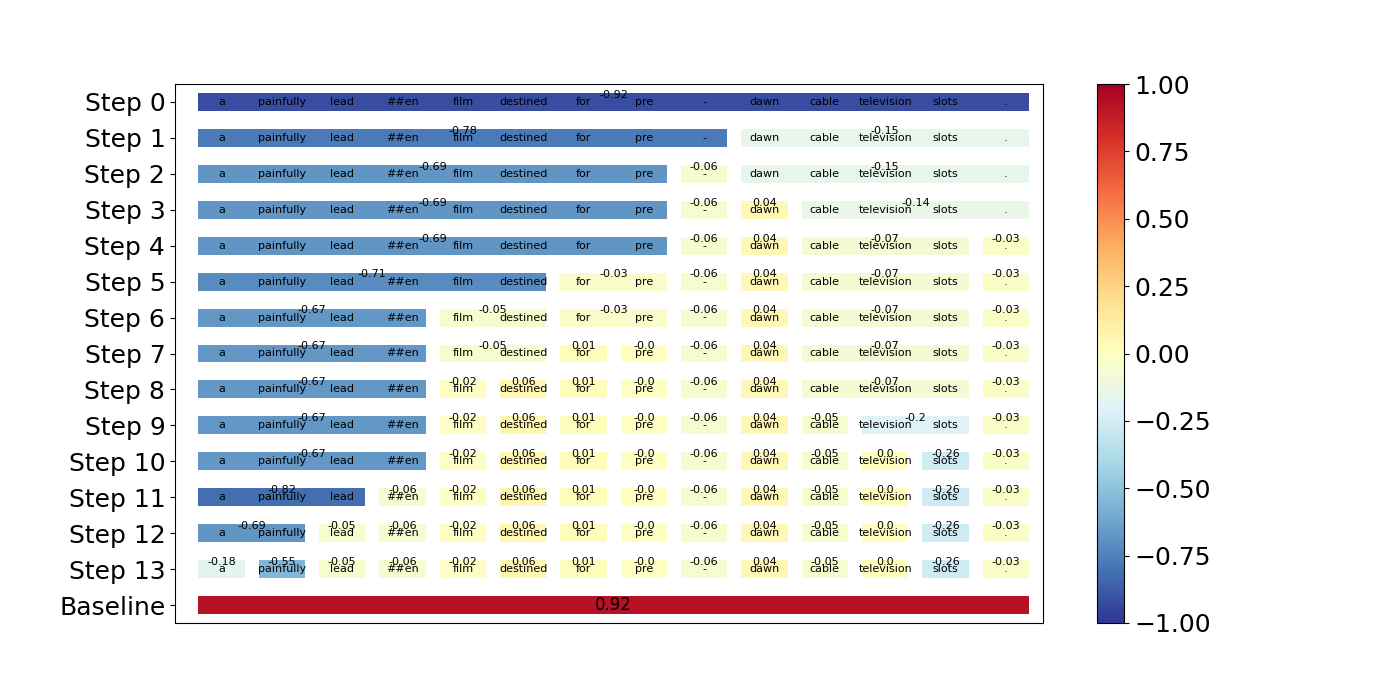 1.00
-0.92
Step 0 a painfully lead ##en film destined for pre - dawn cable television slots .
-0.78 -0.15
Step 1 a painfully lead ##en film destined for pre - dawn cable television slots .
0.75
-0.69 -0.06 -0.15
Step 2 a painfully lead ##en film destined for pre - dawn cable television slots .
-0.69 -0.06 0.04 -0.14
Step 3 a painfully lead ##en film destined for pre - dawn cable television slots .
0.50
-0.69 -0.06 0.04 -0.07 -0.03
Step 4 a painfully lead ##en film destined for pre - dawn cable television slots .
-0.71 -0.03 -0.06 0.04 -0.07 -0.03
Step 5 a painfully lead ##en film destined for pre - dawn cable television slots .
0.25
-0.67 -0.05 -0.03 -0.06 0.04 -0.07 -0.03
Step 6 a painfully lead ##en film destined for pre - dawn cable television slots .
-0.67 -0.05 0.01 -0.0 -0.06 0.04 -0.07 -0.03
Step 7 a painfully lead ##en film destined for pre - dawn cable television slots .
0.00
-0.67 -0.02 0.06 0.01 -0.0 -0.06 0.04 -0.07 -0.03
Step 8 a painfully lead ##en film destined for pre - dawn cable television slots .
−0.25
-0.67 -0.02 0.06 0.01 -0.0 -0.06 0.04 -0.05 -0.2 -0.03
Step 9 a painfully lead ##en film destined for pre - dawn cable television slots .
-0.67 -0.02 0.06 0.01 -0.0 -0.06 0.04 -0.05 0.0 -0.26 -0.03
Step 10 a painfully lead ##en film destined for pre - dawn cable television slots .
−0.50
-0.82 -0.06 -0.02 0.06 0.01 -0.0 -0.06 0.04 -0.05 0.0 -0.26 -0.03
Step 11 a painfully lead ##en film destined for pre - dawn cable television slots .
-0.69 -0.05 -0.06 -0.02 0.06 0.01 -0.0 -0.06 0.04 -0.05 0.0 -0.26 -0.03
Step 12 a painfully lead ##en film destined for pre - dawn cable television slots .
−0.75
-0.18 -0.55 -0.05 -0.06 -0.02 0.06 0.01 -0.0 -0.06 0.04 -0.05 0.0 -0.26 -0.03
Step 13 a painfully lead ##en film destined for pre - dawn cable television slots .
Baseline 0.92
−1.00